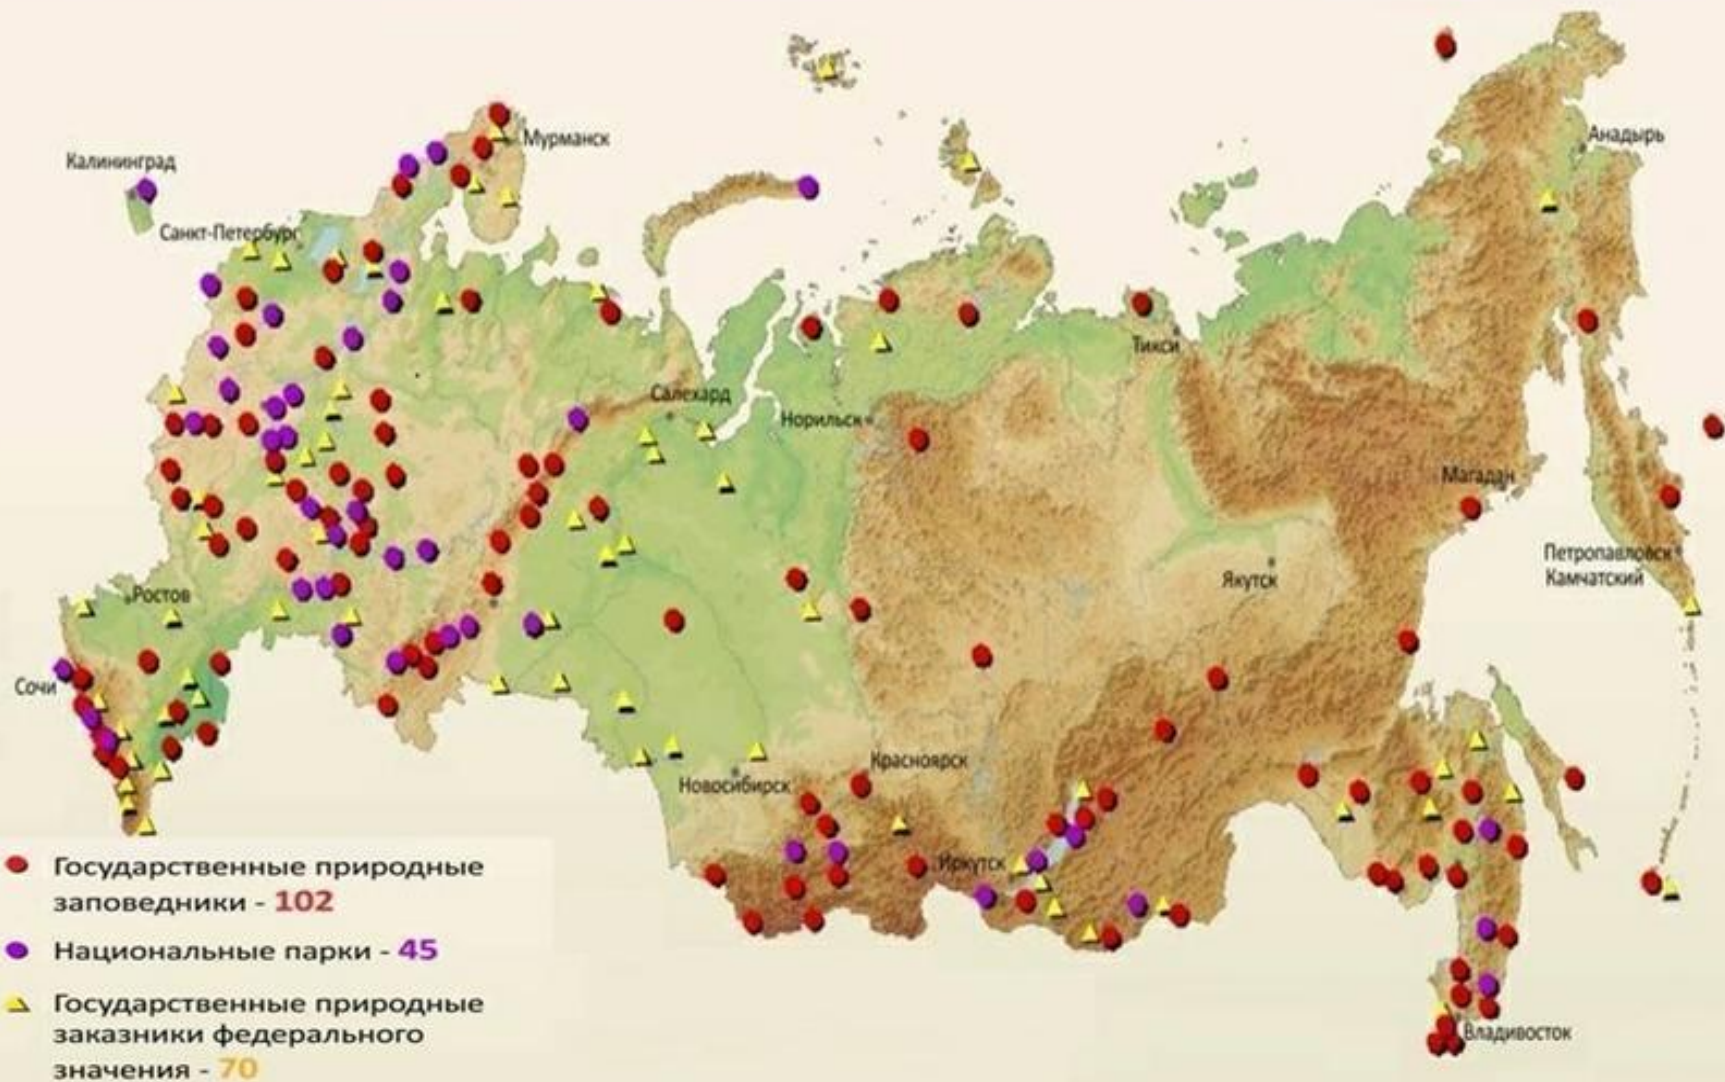 Мурманск
Анадырь
Калининград
Санкт-Петербург
Тикси
Салехард
Норильск
Магадан
Петропавловск
Камчатский
Якутск
Ростов
Сочи
Красноярск
Новосибирск
Иркутск
Владивосток
Государственные природные
заповедники - 102
Национальные парки - 45
Государственные природные
заказники федерального
значения - 70